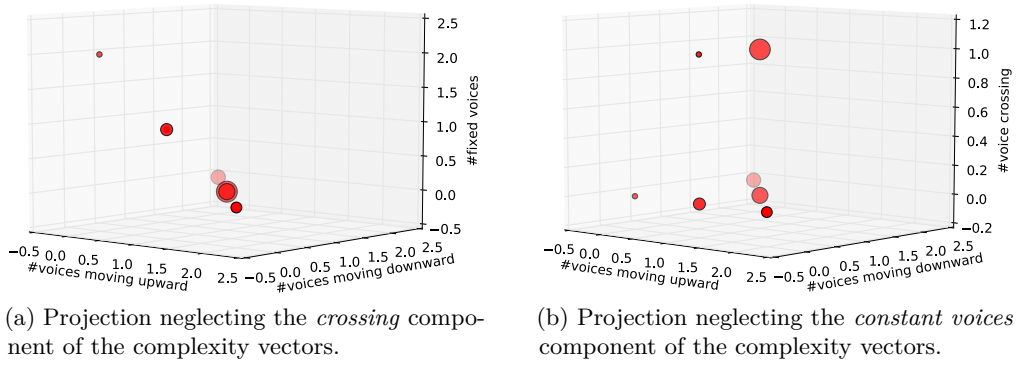 2.5
2.0
1.5
1.0
0.5
0.0
−0.5
#fixed voices
−0.5 0.0 0.5 1.0 1.5 2.0 2.5
#voices moving upward
−0.5 0.0 0.5 1.0 1.5 2.0 2.5
#voices moving downward
(a) Projection neglecting the crossing compo-
nent of the complexity vectors.
1.2
1.0
0.8
0.6
0.4
0.2
0.0
−0.2
#voice crossing
−0.5 0.0 0.5 1.0 1.5 2.0 2.5
#voices moving upward
−0.5 0.0 0.5 1.0 1.5 2.0 2.5
#voices moving downward
(b) Projection neglecting the constant voices
component of the complexity vectors.